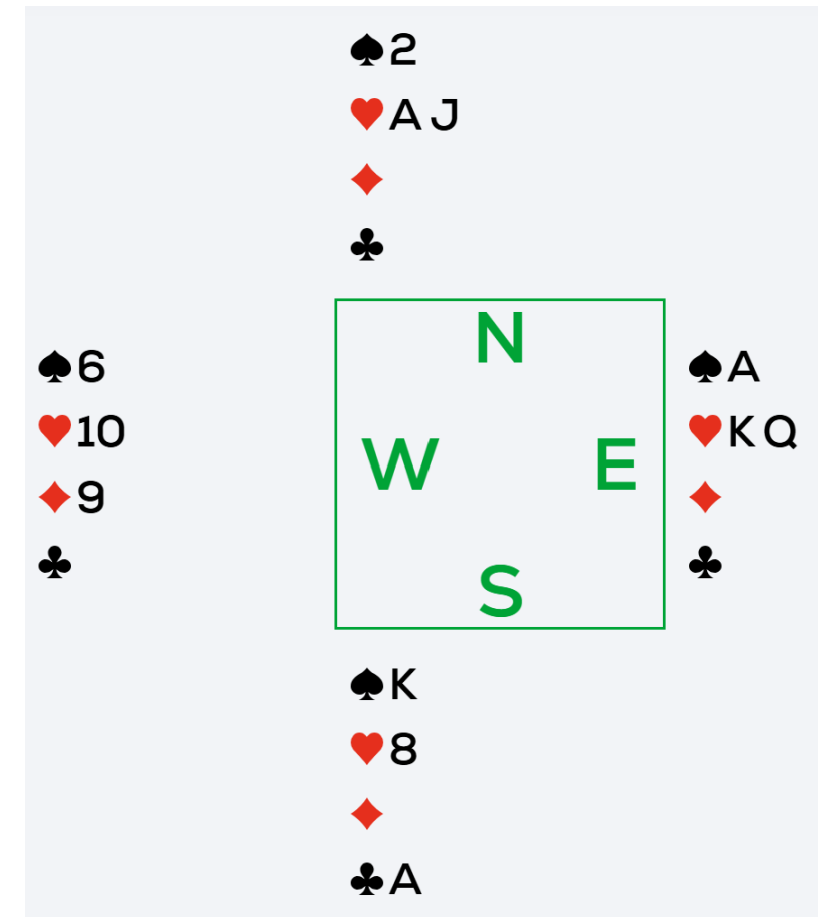 ♠2
♥A J
♦
♣
N
♠6
♥10
♦9
♣
W
E
♠A
♥K Q
♦
♣
S
♠K
♥8
♦
♣A